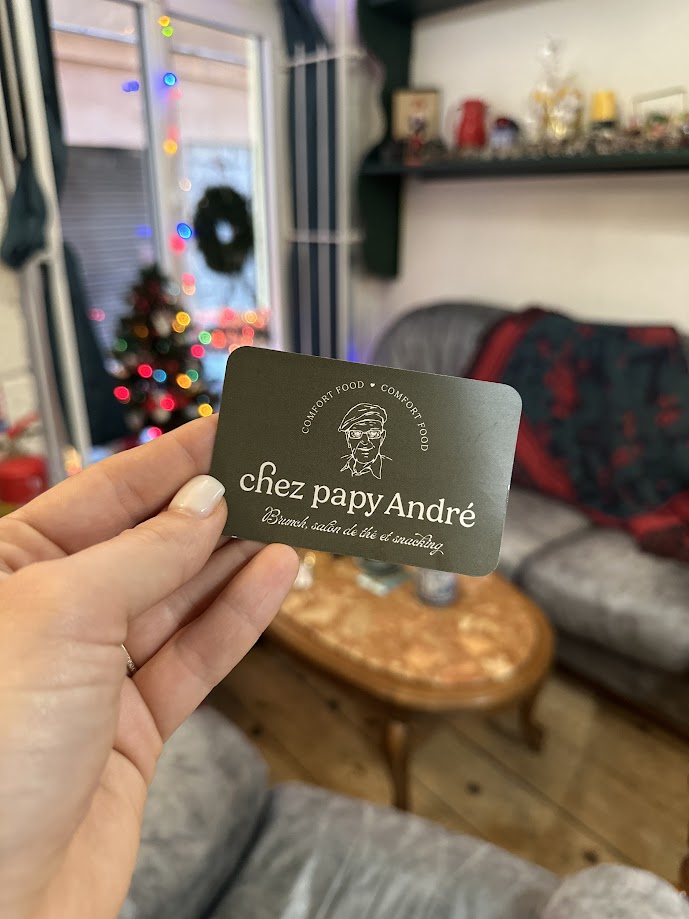 COMFORT FOOD ♥ COMFORT FOOD
chez papy André
Brunch, salon de thé et snacking